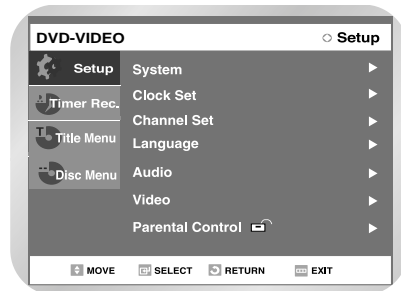 DVD-VIDEO
Setup
Setup
Timer Rec.
Title Menu
Disc Menu
System
Clock Set
Channel Set
Language
Audio
Video
Parental Control
MOVE SELECT RETURN EXIT